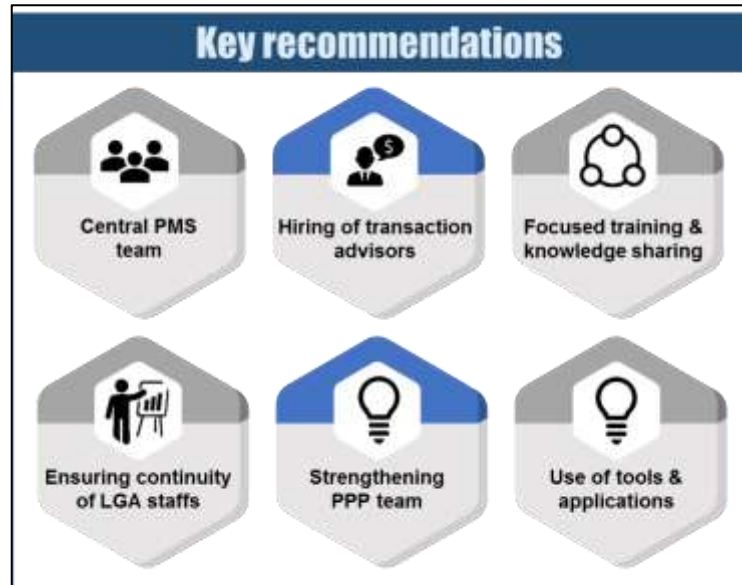 Key recommendations
Central PMS
team
Hiring of transaction
advisors
Focused training &
knowledge sharing
Ensuring continuity
of LGA staffs
Strengthening
PPP team
Use of tools &
applications